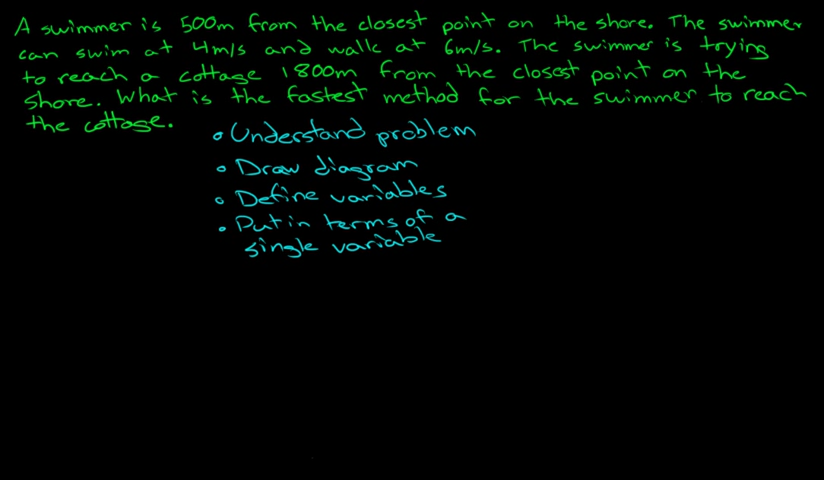 A swimmer is 500m from the closest point on the shore. The swimmer
can swim at 4m/s and walk at 6m/s. The swimmer is trying
to reach a cottage 1800m from the closest point on the
shore. What is the fastest method for the swimmer to reach
the cottage.
• Understand problem
• Draw diagram
• Define variables
• Put in terms of a
single variable